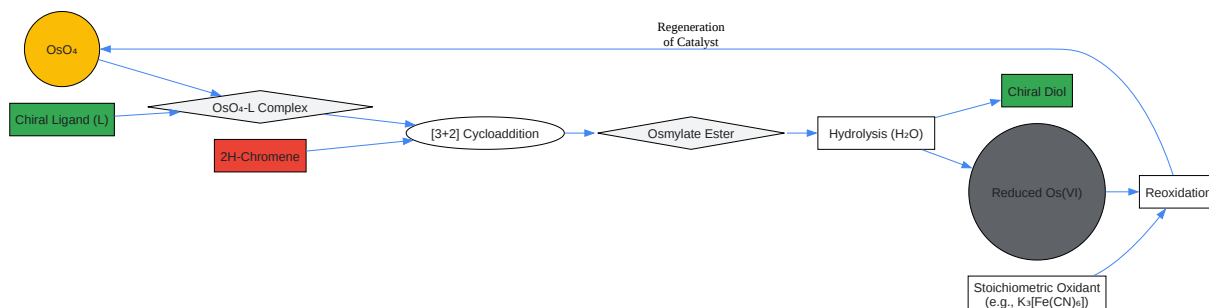 Regeneration
of Catalyst
OsO₄
Chiral Ligand (L)
OsO₄-L Complex
2H-Chromene
[3+2] Cycloaddition
Osmylate Ester
Hydrolysis (H₂O)
Chiral Diol
Reduced Os(VI)
Reoxidation
Stoichiometric Oxidant
(e.g., K₃[Fe(CN)₆])